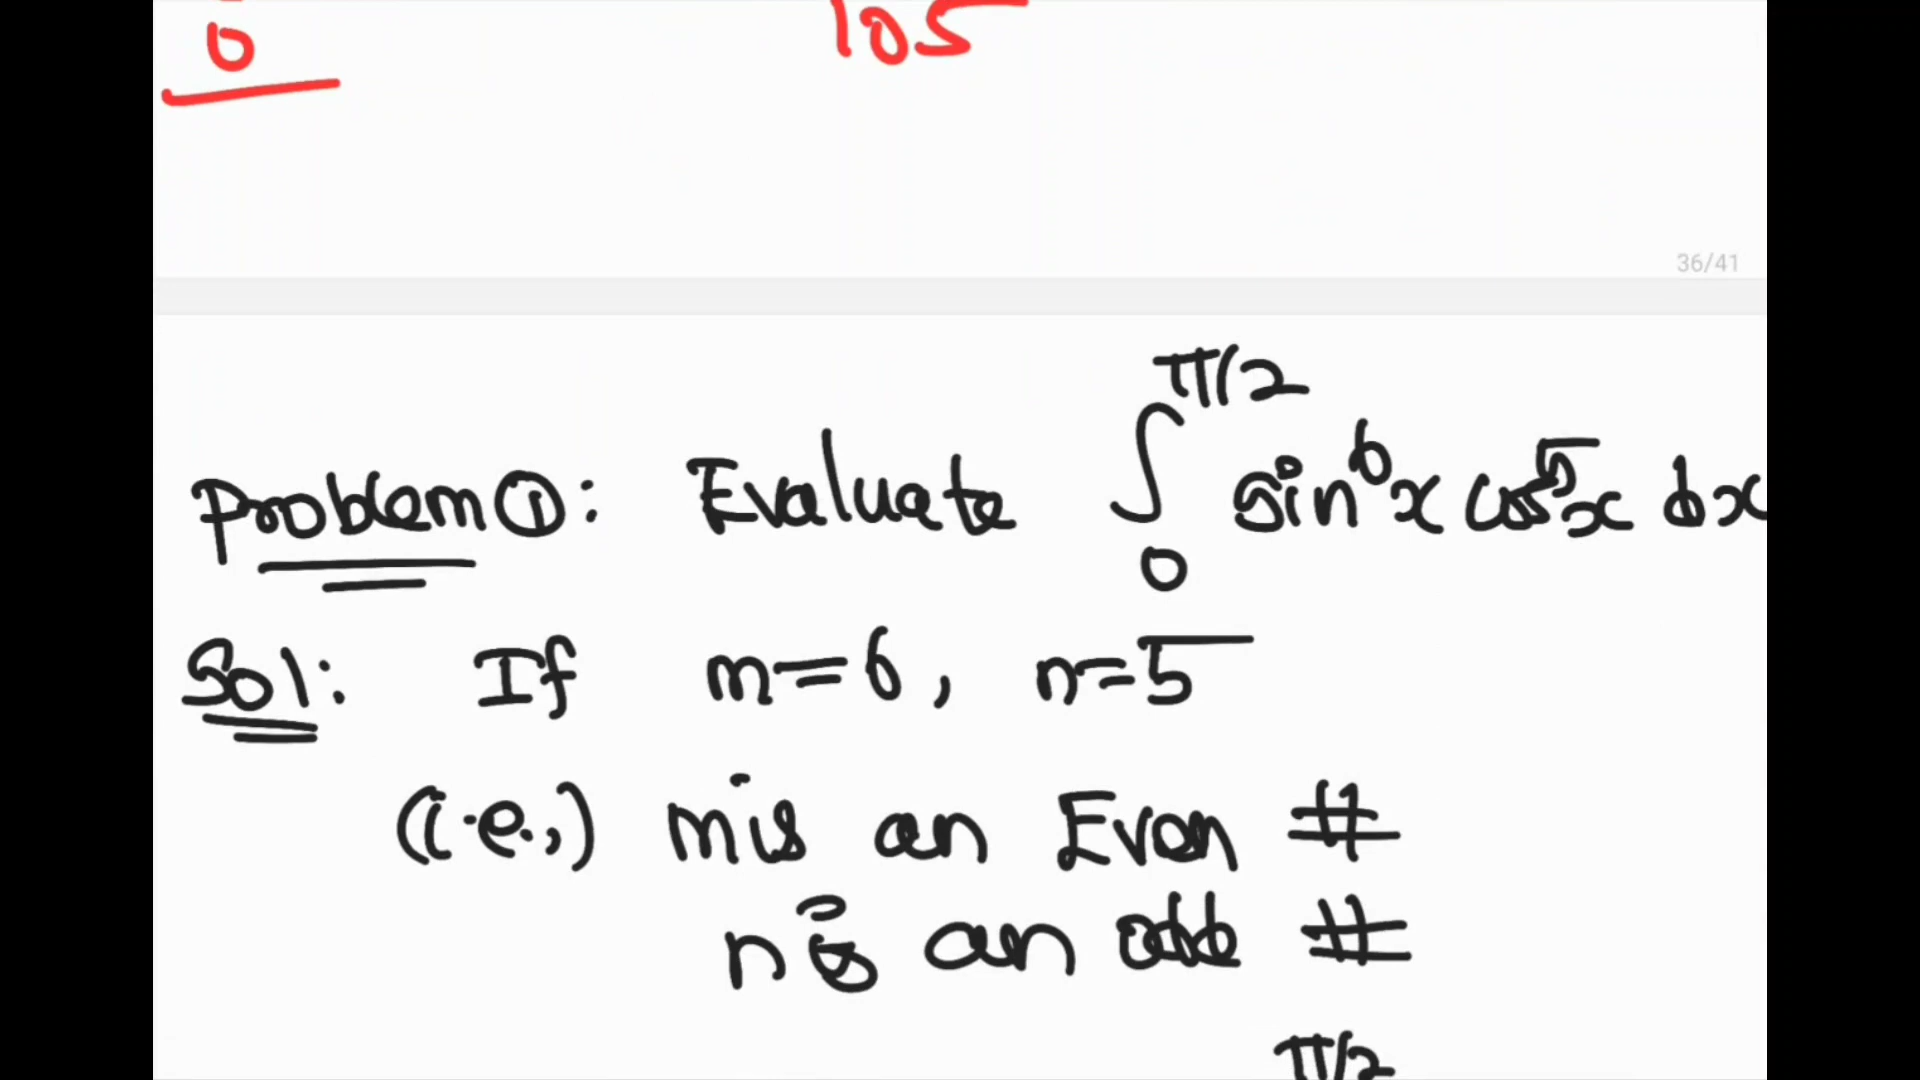 0 105
36/41
Problem ①: Evaluate ∫₀^π/2 sin⁶x cos⁵x dx
Sol: If m=6, n=5
(i.e.,) m is an Even #
n is an odd #
π/2